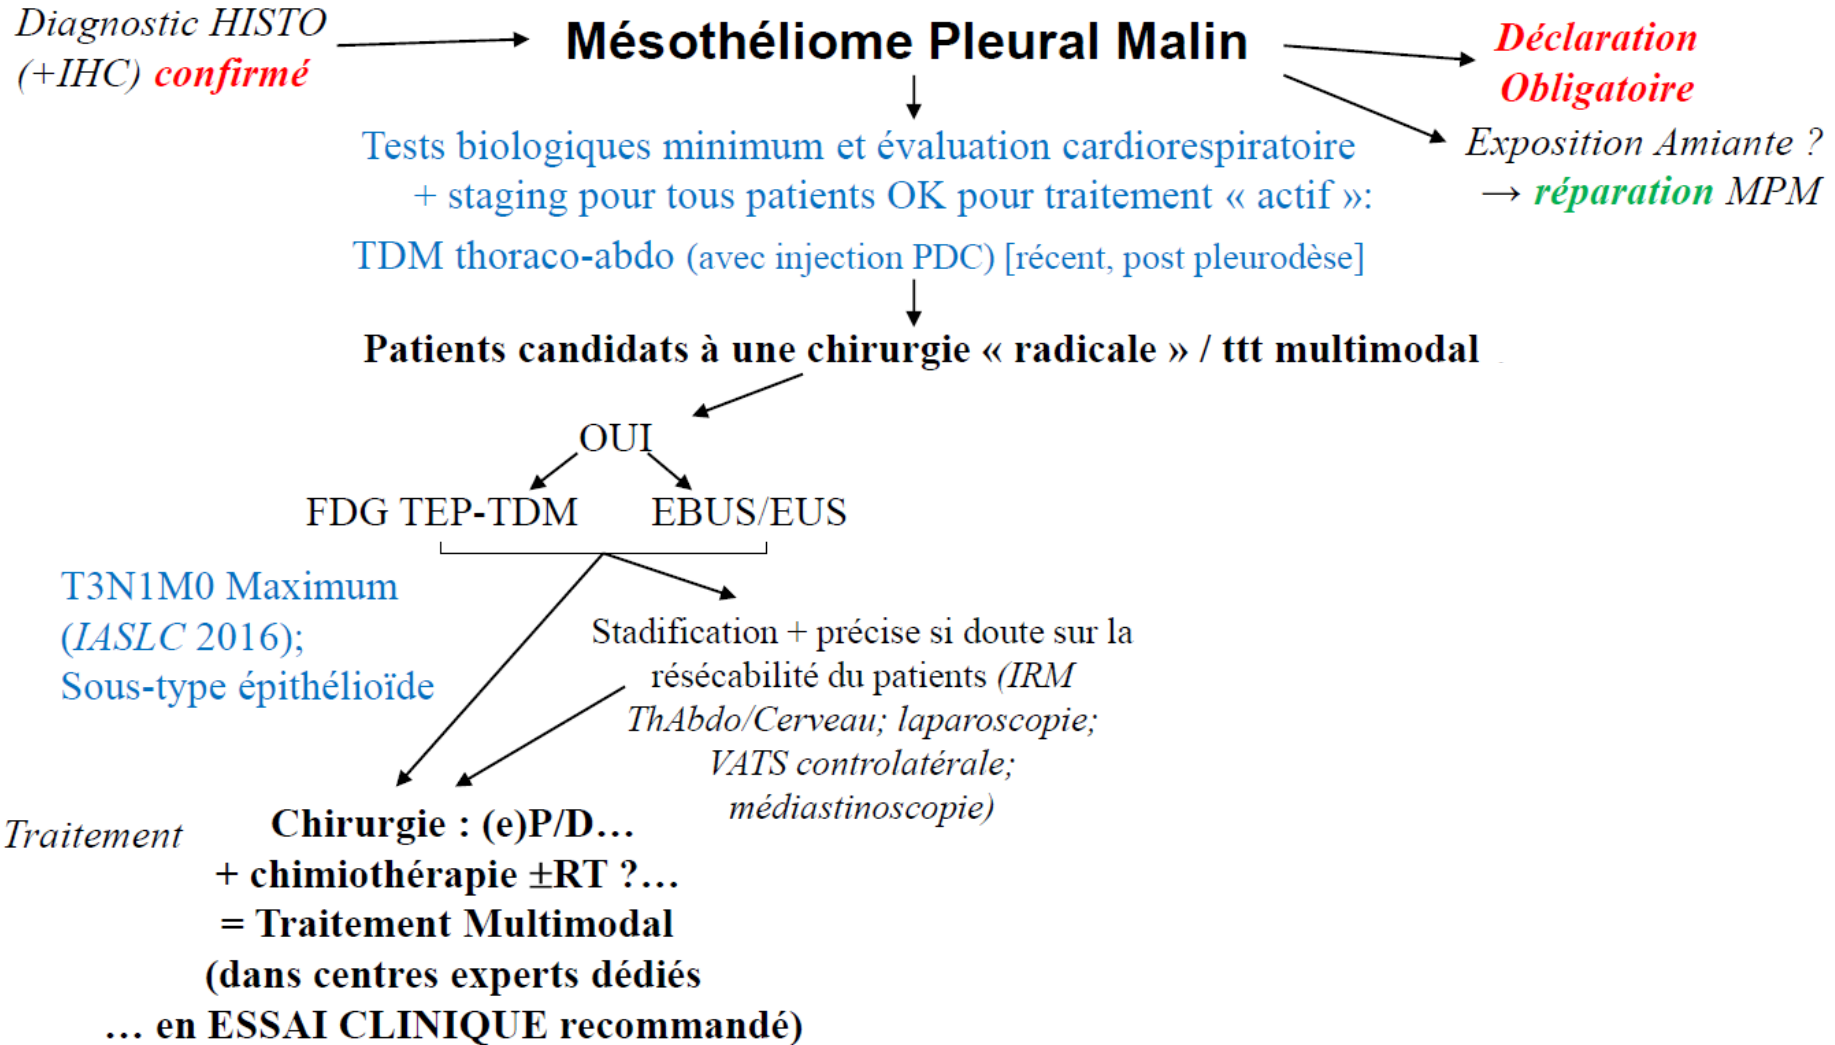 Diagnostic HISTO
(+IHC) confirmé
Mésothéliome Pleural Malin
Déclaration
Obligatoire
Exposition Amiante ?
→ réparation MPM
Tests biologiques minimum et évaluation cardiorespiratoire
+ staging pour tous patients OK pour traitement « actif »:
TDM thoraco-abdo (avec injection PDC) [récent, post pleurodèse]
Patients candidats à une chirurgie « radicale » / ttt multimodal
OUI
FDG TEP-TDM
EBUS/EUS
T3N1M0 Maximum
(IASLC 2016);
Sous-type épithélioïde
Stadification + précise si doute sur la
résécabilité du patients (IRM
ThAbdo/Cerveau; laparoscopie;
VATS controlatérale;
médiastinoscopie)
Traitement
Chirurgie : (e)P/D…
+ chimiothérapie ±RT ?…
= Traitement Multimodal
(dans centres experts dédiés
… en ESSAI CLINIQUE recommandé)